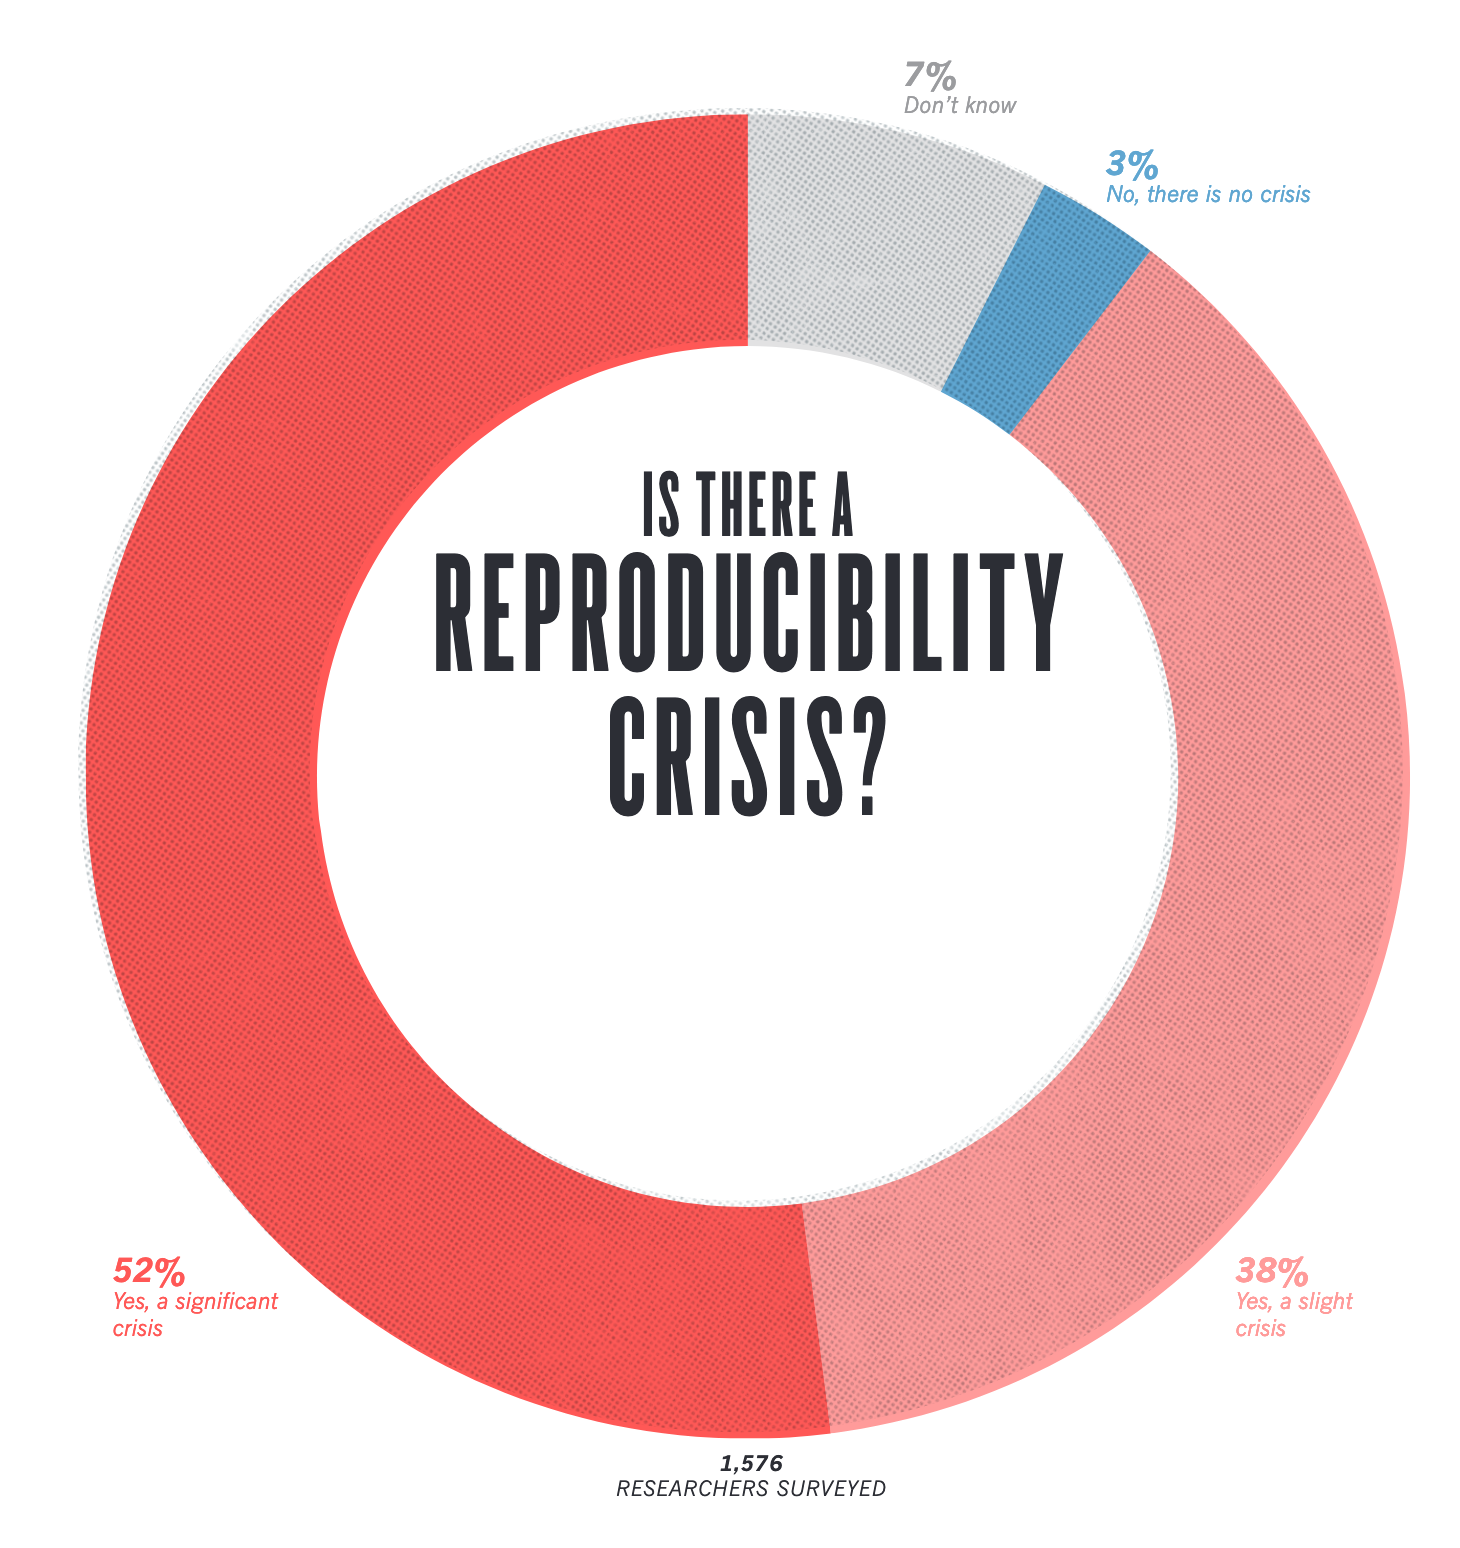 7%
Don't know
3%
No, there is no crisis
IS THERE A
REPRODUCIBILITY
CRISIS?
52%
Yes, a significant
crisis
38%
Yes, a slight
crisis
1,576
RESEARCHERS SURVEYED